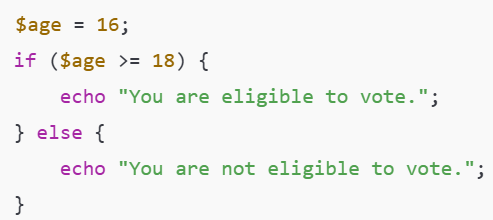 $age = 16;
if ($age >= 18) {
    echo "You are eligible to vote.";
} else {
    echo "You are not eligible to vote.";
}